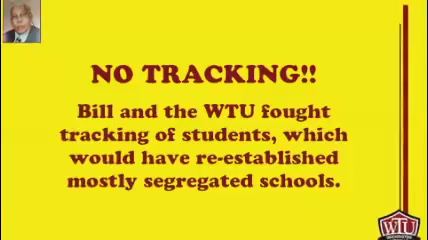 NO TRACKING!!
Bill and the WTU fought
tracking of students, which
would have re-established
mostly segregated schools.
WTU